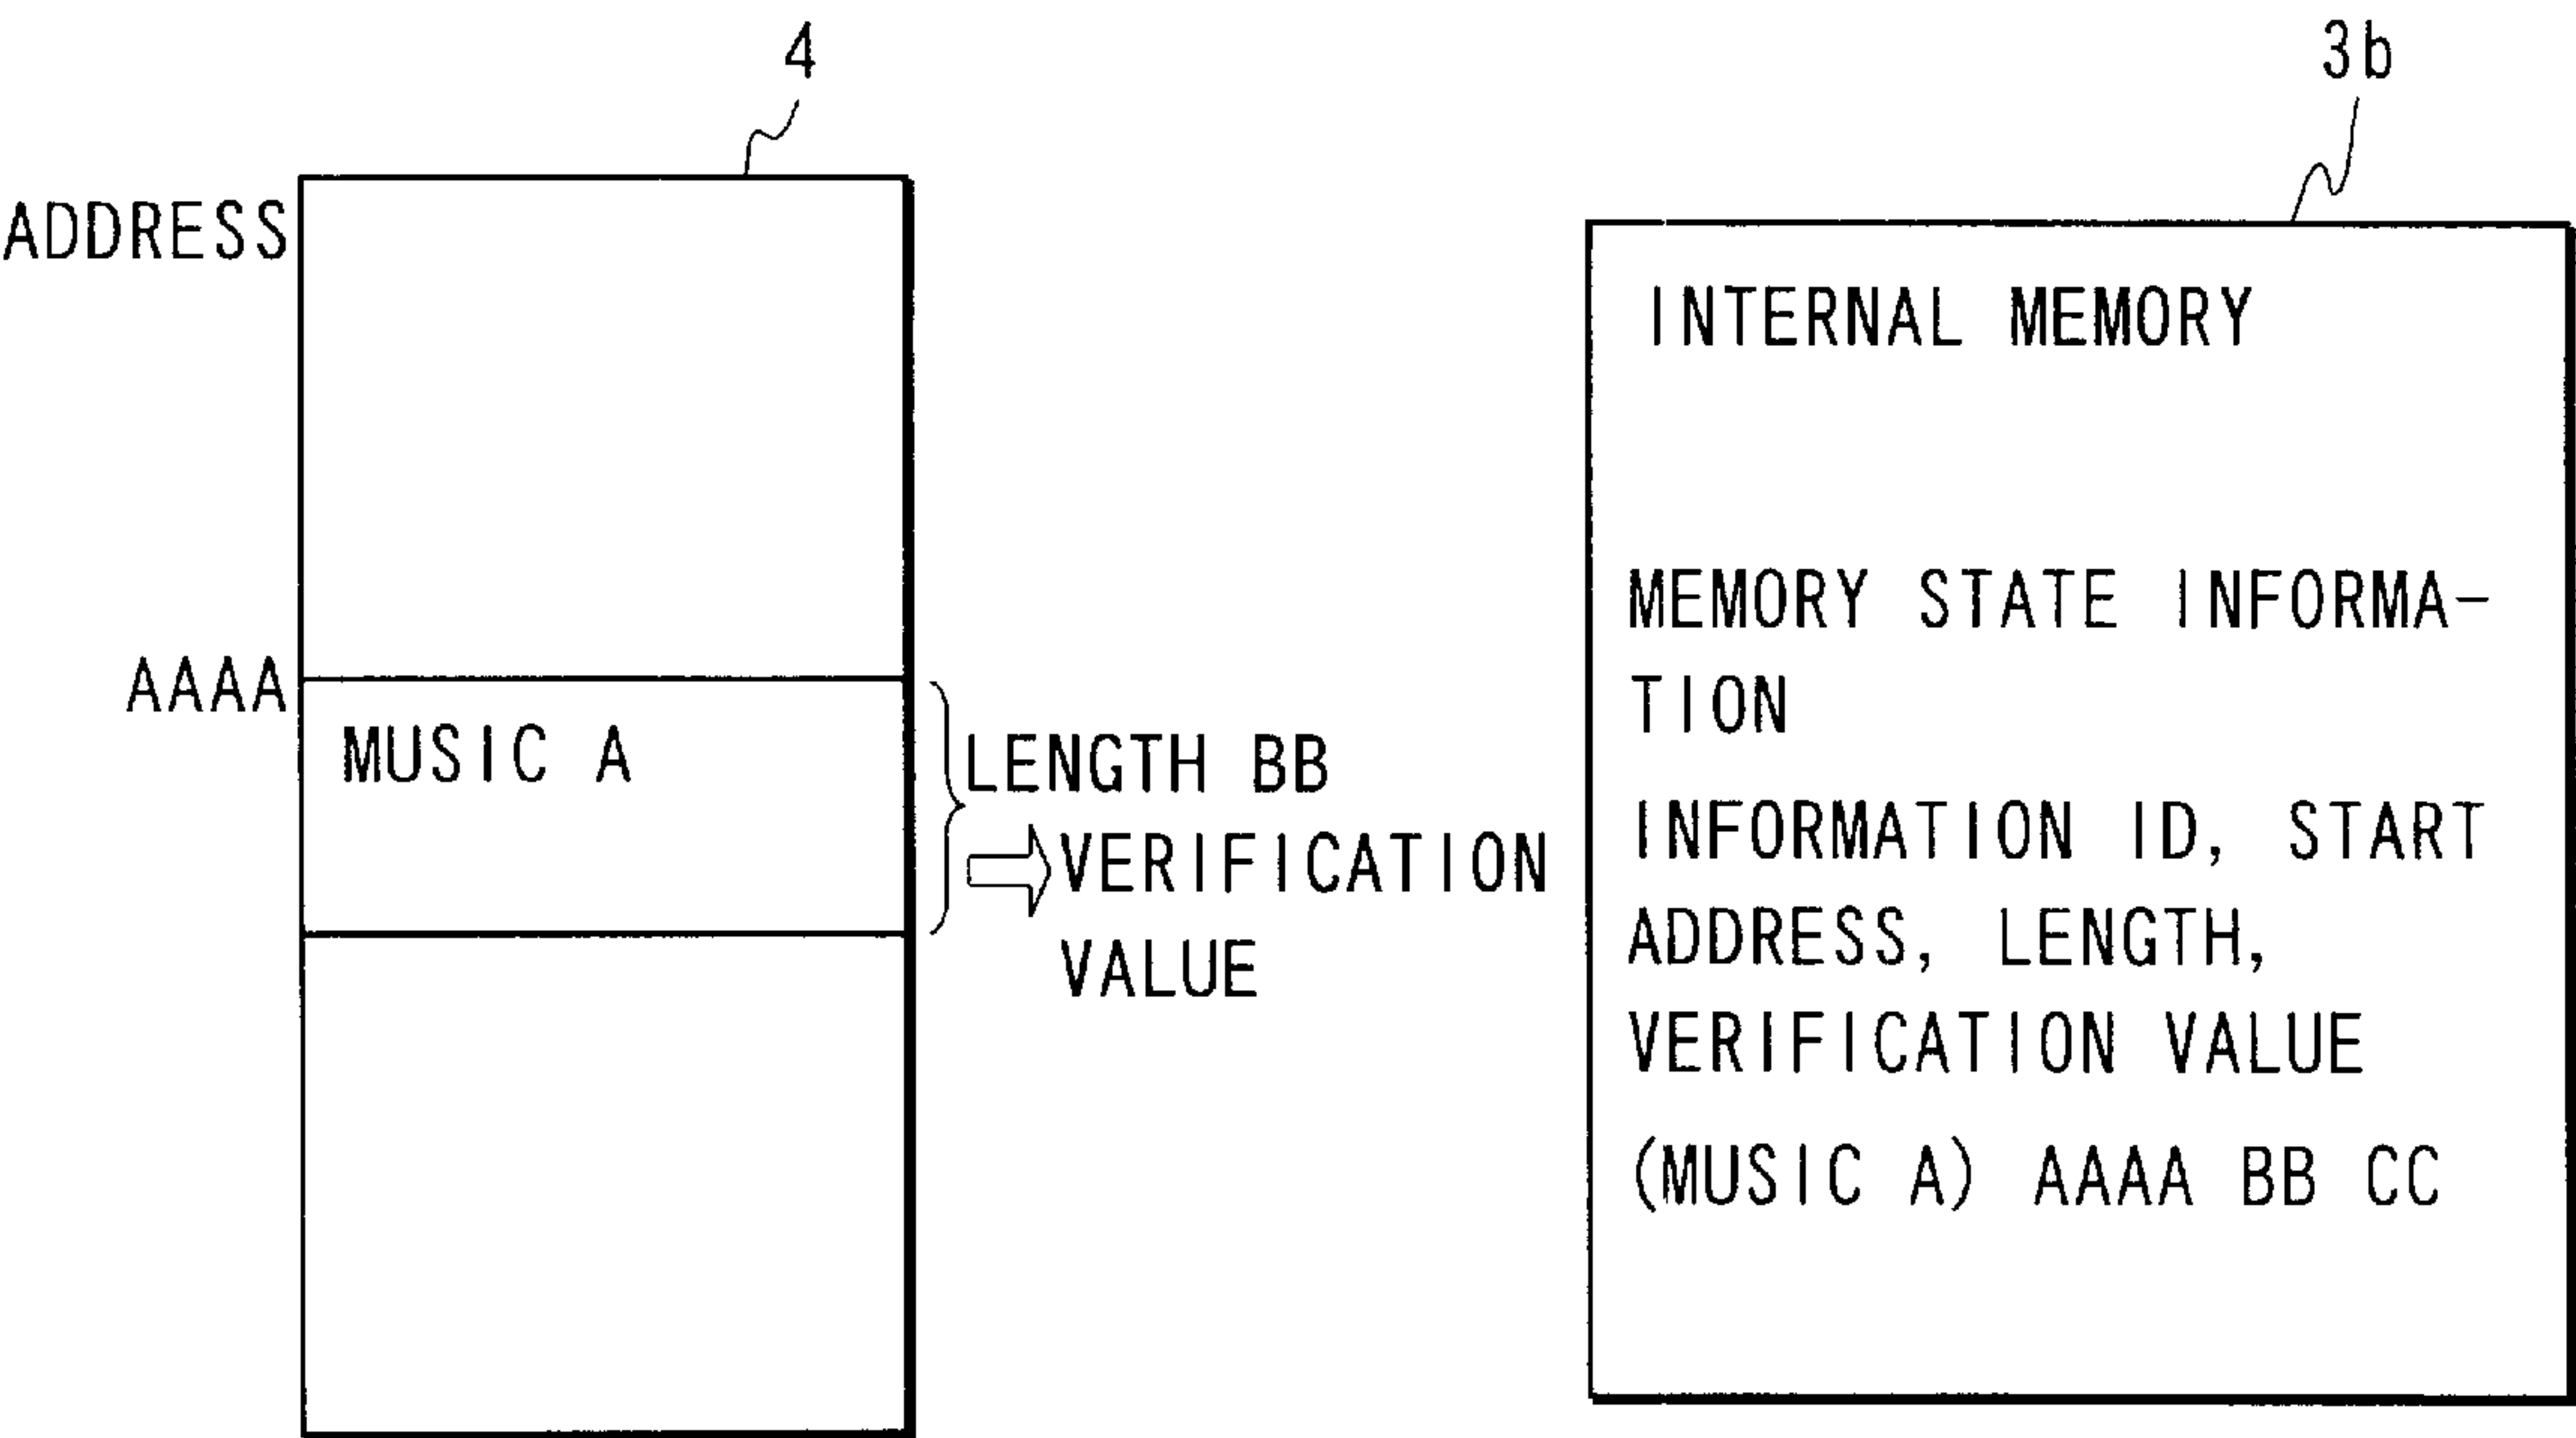 4
ADDRESS
AAAA
MUSIC A
LENGTH BB
VERIFICATION
VALUE
3b
INTERNAL MEMORY
MEMORY STATE INFORMA-
TION
INFORMATION ID, START
ADDRESS, LENGTH,
VERIFICATION VALUE
(MUSIC A) AAAA BB CC